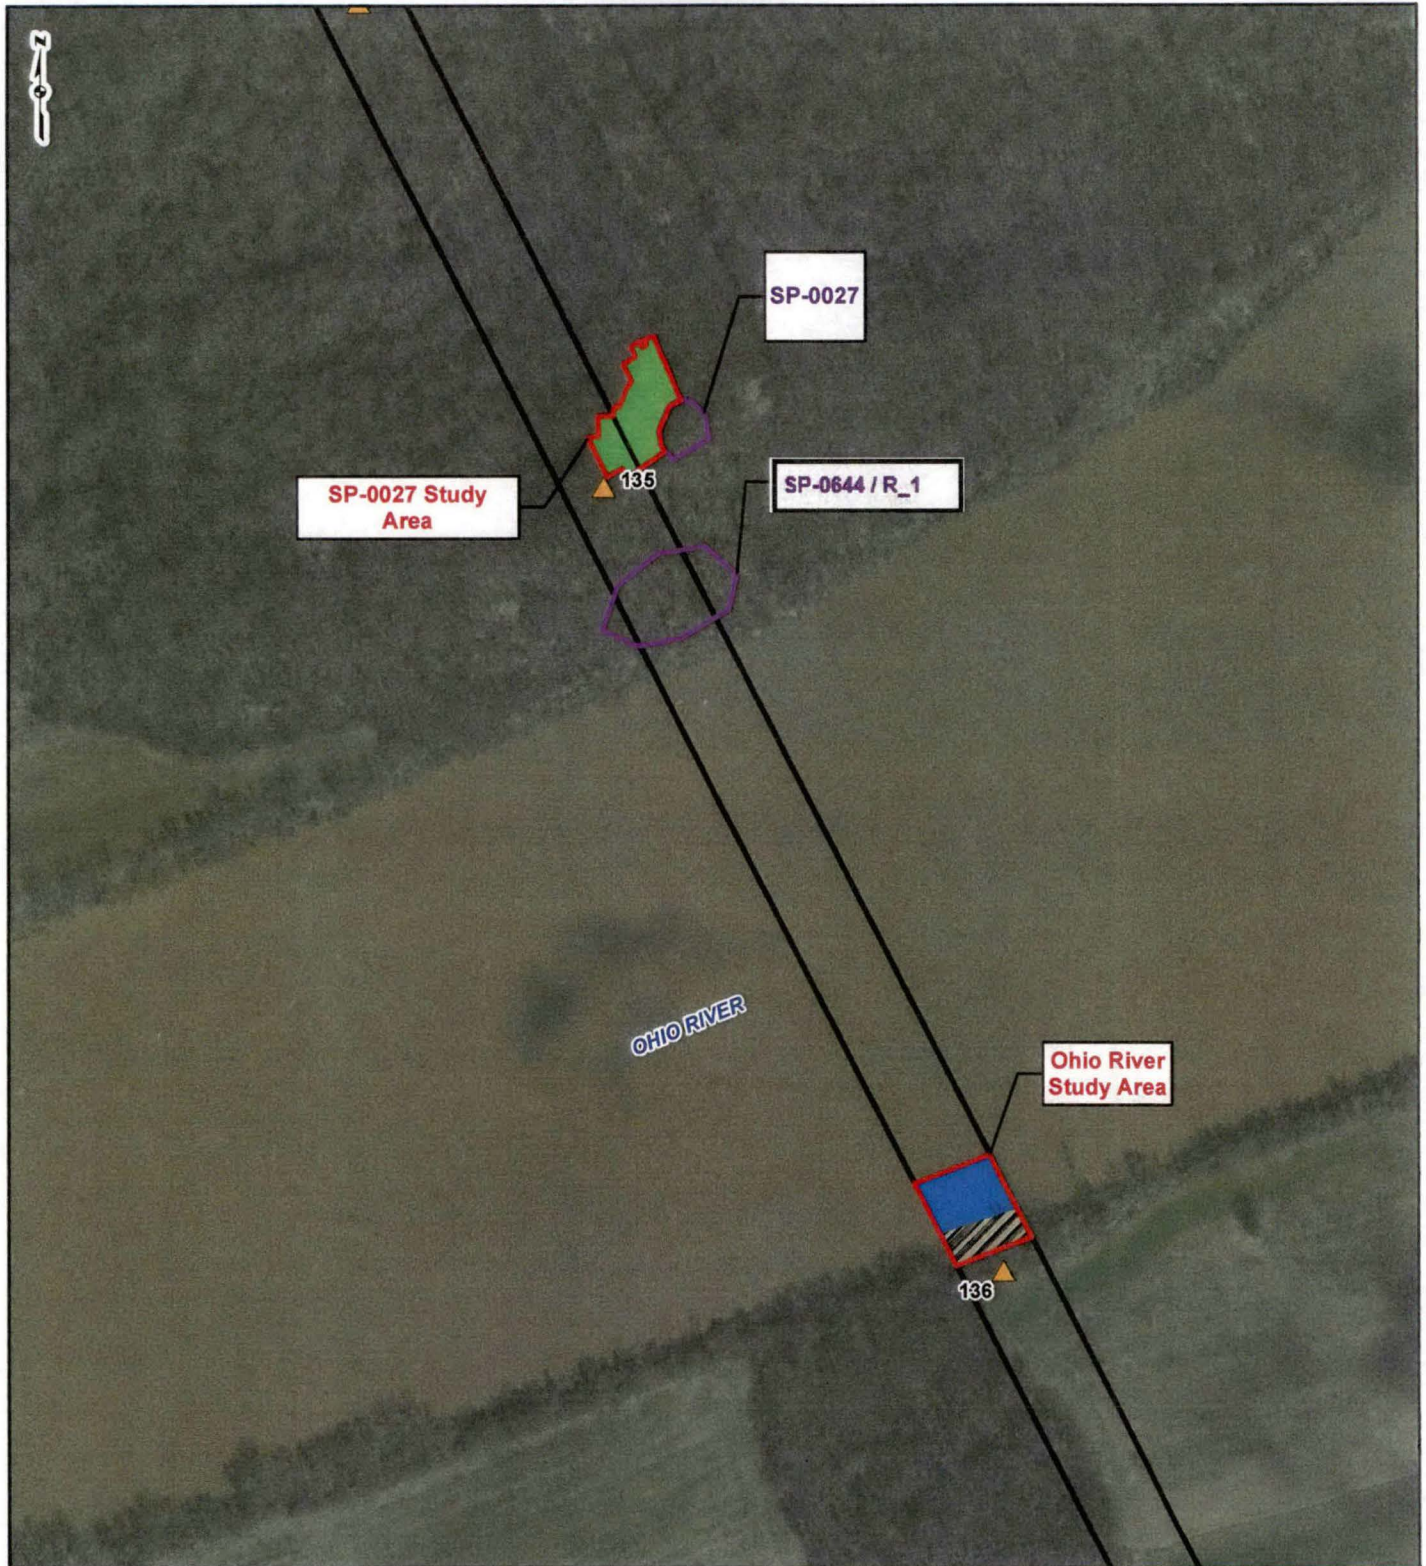 N
SP-0027
SP-0027 Study
Area
135
SP-0644 / R_1
OHIO RIVER
Ohio River
Study Area
136